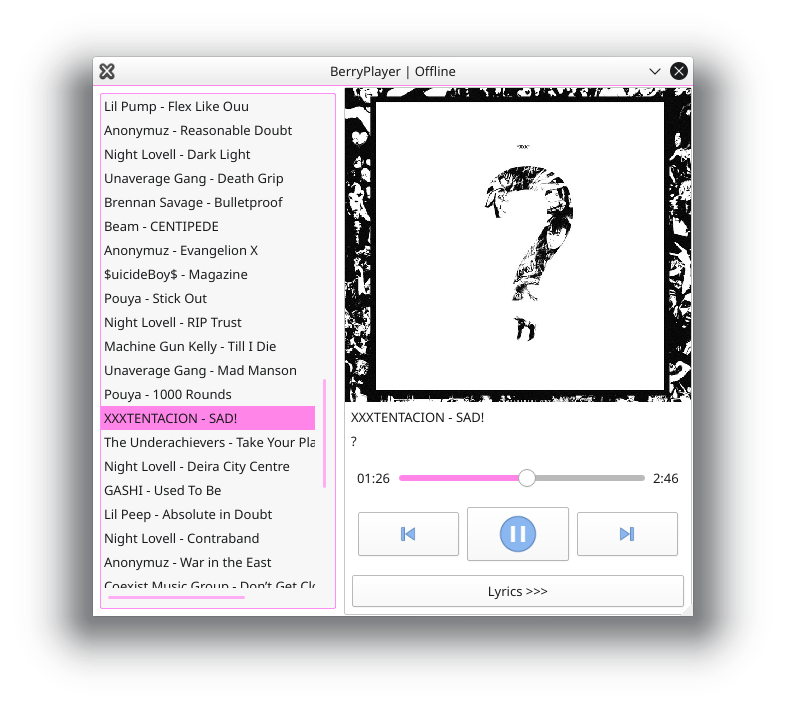 BerryPlayer | Offline
Lil Pump - Flex Like Ouu
Anonymuz - Reasonable Doubt
Night Lovell - Dark Light
Unaverage Gang - Death Grip
Brennan Savage - Bulletproof
Beam - CENTIPEDE
Anonymuz - Evangelion X
$uicideBoy$ - Magazine
Pouya - Stick Out
Night Lovell - RIP Trust
Machine Gun Kelly - Till I Die
Unaverage Gang - Mad Manson
Pouya - 1000 Rounds
XXXTENTACION - SAD!
The Underachievers - Take Your Pla
Night Lovell - Deira City Centre
GASHI - Used To Be
Lil Peep - Absolute in Doubt
Night Lovell - Contraband
Anonymuz - War in the East
Coexist Music Group - Don't Get Clo
?
XXXTENTACION - SAD!
?
01:26 2:46
Lyrics >>>